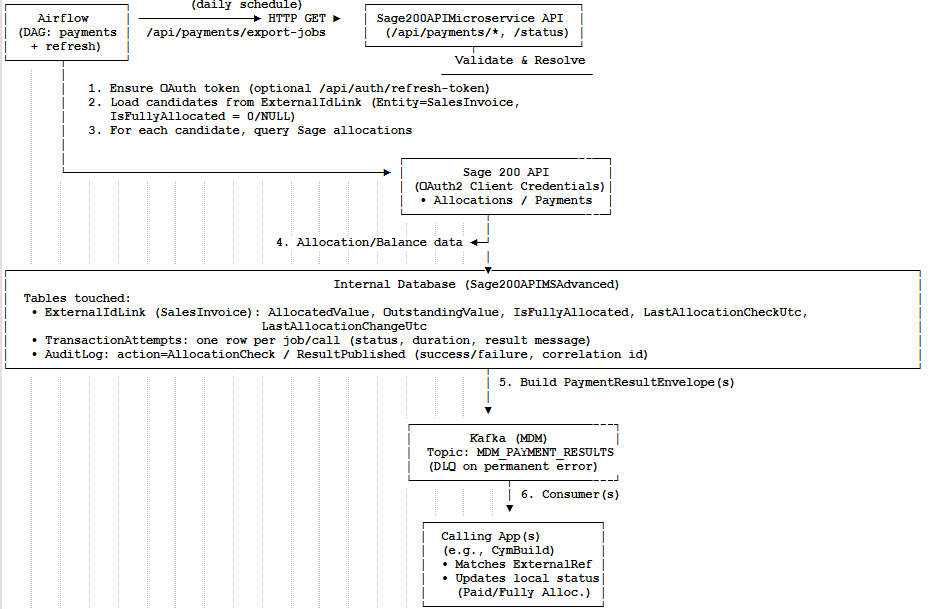 (daily schedule)
Airflow
(DAG: payments
+ refresh)
HTTP GET
/api/payments/export-jobs
Sage200APIMicroservice API
(/api/payments/*, /status)
Validate & Resolve
1. Ensure OAuth token (optional /api/auth/refresh-token)
2. Load candidates from ExternalIdLink (Entity=SalesInvoice,
IsFullyAllocated = 0/NULL)
3. For each candidate, query Sage allocations
Sage 200 API
(OAuth2 Client Credentials)
• Allocations / Payments
4. Allocation/Balance data
Internal Database (Sage200APIMSAdvanced)
Tables touched:
• ExternalIdLink (SalesInvoice): AllocatedValue, OutstandingValue, IsFullyAllocated, LastAllocationCheckUtc,
LastAllocationChangeUtc
• TransactionAttempts: one row per job/call (status, duration, result message)
• AuditLog: action=AllocationCheck / ResultPublished (success/failure, correlation id)
5. Build PaymentResultEnvelope(s)
Kafka (MDM)
Topic: MDM_PAYMENT_RESULTS
(DLQ on permanent error)
6. Consumer(s)
Calling App(s)
(e.g., CymBuild)
• Matches ExternalRef
• Updates local status
(Paid/Fully Alloc.)